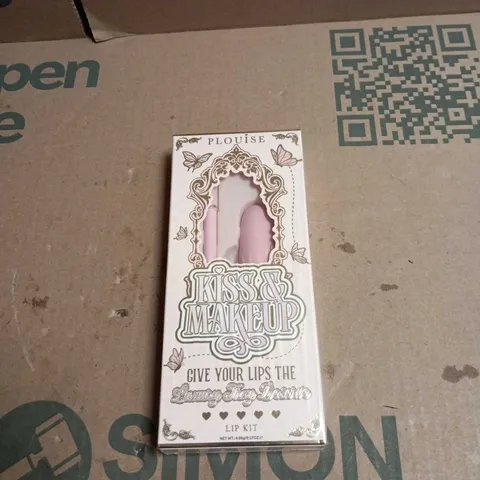 pen
PLOUISE
KISS &
MAKEUP
GIVE YOUR LIPS THE
LIP KIT
SIMON